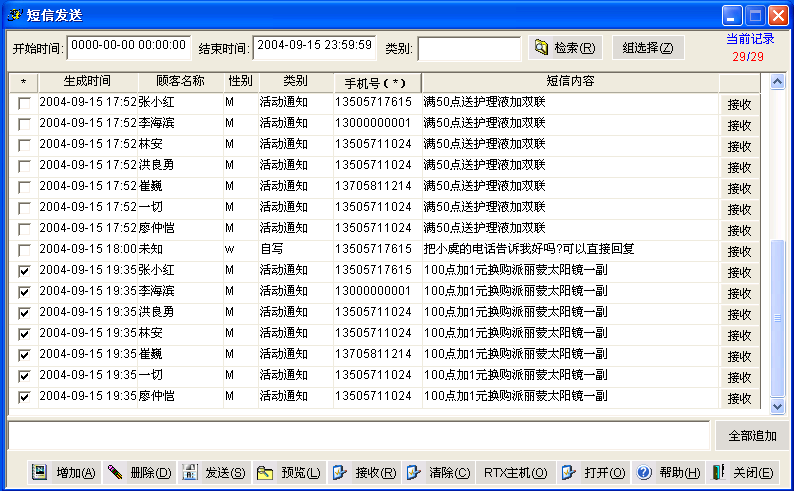 短信发送
开始时间: 0000-00-00 00:00:00 结束时间: 2004-09-15 23:59:59 类别: 检索(R) 组选择(Z) 当前记录
29/29
* 生成时间 顾客名称 性别 类别 手机号(*) 短信内容
2004-09-15 17:52 张小红 M 活动通知 13505717615 满50点送护理液加双联 接收
2004-09-15 17:52 李海滨 M 活动通知 13000000001 满50点送护理液加双联 接收
2004-09-15 17:52 林安 M 活动通知 13505711024 满50点送护理液加双联 接收
2004-09-15 17:52 洪良勇 M 活动通知 13505711024 满50点送护理液加双联 接收
2004-09-15 17:52 崔巍 M 活动通知 13705811214 满50点送护理液加双联 接收
2004-09-15 17:52 一切 M 活动通知 13505711024 满50点送护理液加双联 接收
2004-09-15 17:52 廖仲恺 M 活动通知 13505711024 满50点送护理液加双联 接收
2004-09-15 18:00 未知 w 自写 13505717615 把小虞的电话告诉我好吗?可以直接回复 接收
2004-09-15 19:35 张小红 M 活动通知 13505717615 100点加1元换购派丽蒙太阳镜一副 接收
2004-09-15 19:35 李海滨 M 活动通知 13000000001 100点加1元换购派丽蒙太阳镜一副 接收
2004-09-15 19:35 洪良勇 M 活动通知 13505711024 100点加1元换购派丽蒙太阳镜一副 接收
2004-09-15 19:35 林安 M 活动通知 13505711024 100点加1元换购派丽蒙太阳镜一副 接收
2004-09-15 19:35 崔巍 M 活动通知 13705811214 100点加1元换购派丽蒙太阳镜一副 接收
2004-09-15 19:35 一切 M 活动通知 13505711024 100点加1元换购派丽蒙太阳镜一副 接收
2004-09-15 19:35 廖仲恺 M 活动通知 13505711024 100点加1元换购派丽蒙太阳镜一副 接收
全部追加
增加(A) 删除(D) 发送(S) 预览(L) 接收(R) 清除(C) RTX主机(O) 打开(O) 帮助(H) 关闭(E)